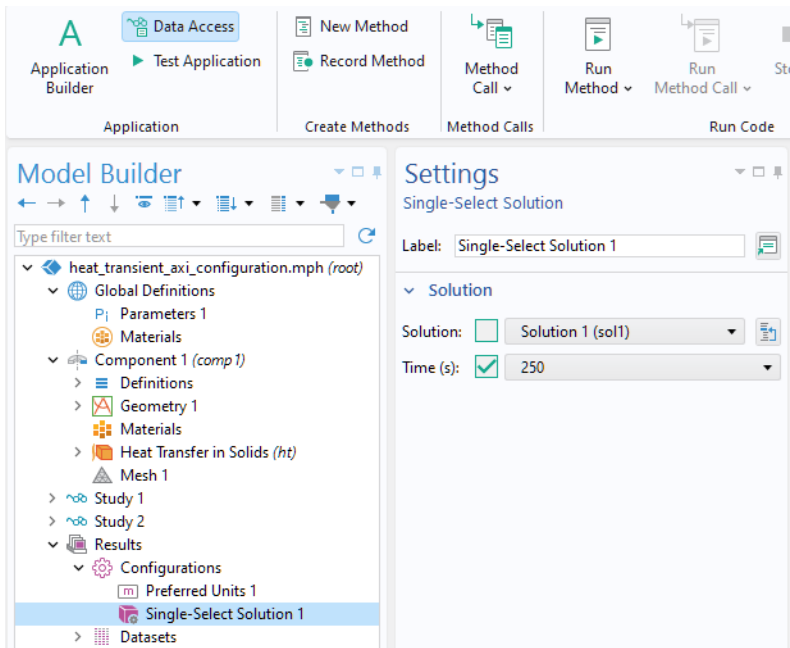 Data Access
Test Application
Application
Builder
Application
New Method
Record Method
Create Methods
Method
Call
Method Calls
Run
Method
Run
Method Call
Run Code
Model Builder
Type filter text
heat_transient_axi_configuration.mph (root)
Global Definitions
Pi Parameters 1
Materials
Component 1 (comp1)
Definitions
Geometry 1
Materials
Heat Transfer in Solids (ht)
Mesh 1
Study 1
Study 2
Results
Configurations
m Preferred Units 1
Single-Select Solution 1
Datasets
Settings
Single-Select Solution
Label: Single-Select Solution 1
Solution
Solution: Solution 1 (sol1)
Time (s): 250